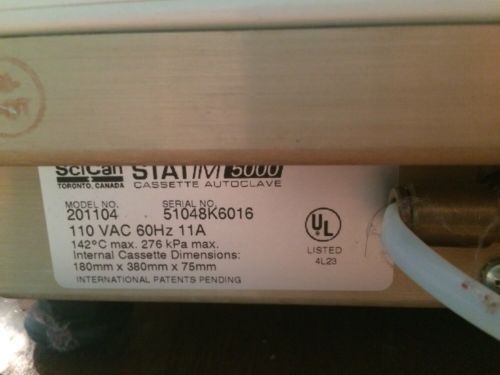 SciCan STATIM 5000
TORONTO, CANADA CASSETTE AUTOCLAVE
MODEL NO. SERIAL NO.
201104 51048K6016
110 VAC 60Hz 11A
142°C max. 276 kPa max.
Internal Cassette Dimensions:
180mm x 380mm x 75mm
INTERNATIONAL PATENTS PENDING
UL
LISTED
4L23